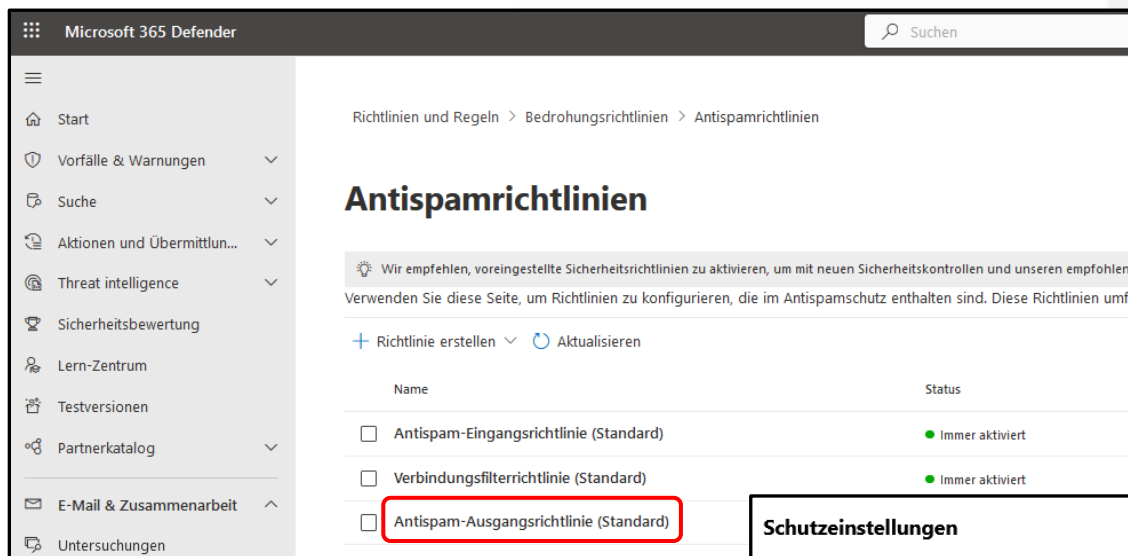 Microsoft 365 Defender
Suchen
Start
Vorfälle & Warnungen
Suche
Aktionen und Übermittlun...
Threat intelligence
Sicherheitsbewertung
Lern-Zentrum
Testversionen
Partnerkatalog
E-Mail & Zusammenarbeit
Untersuchungen
Richtlinien und Regeln > Bedrohungsrichtlinien > Antispamrichtlinien
Antispamrichtlinien
Wir empfehlen, voreingestellte Sicherheitsrichtlinien zu aktivieren, um mit neuen Sicherheitskontrollen und unseren empfohlen
Verwenden Sie diese Seite, um Richtlinien zu konfigurieren, die im Antispamschutz enthalten sind. Diese Richtlinien umf
Richtlinie erstellen
Aktualisieren
Name Status
Antispam-Eingangsrichtlinie (Standard) Immer aktiviert
Verbindungsfilterrichtlinie (Standard) Immer aktiviert
Antispam-Ausgangsrichtlinie (Standard)
Schutzeinstellungen